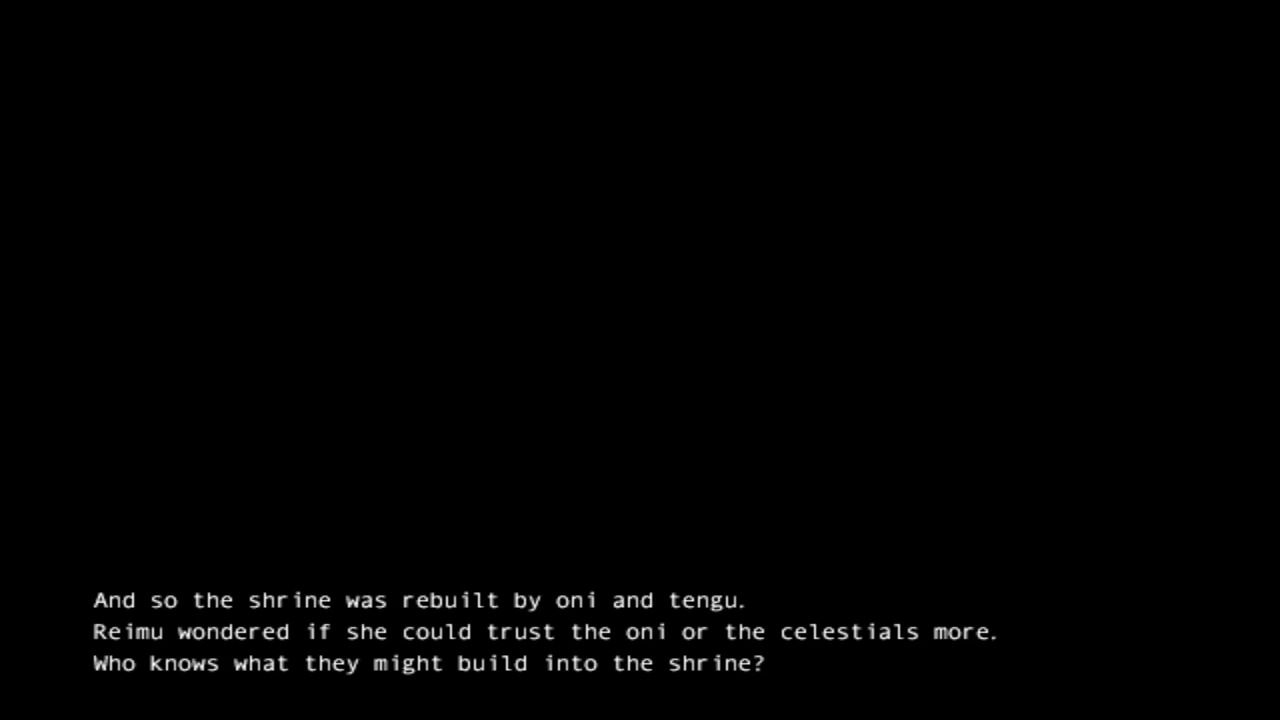 And so the shrine was rebuilt by oni and tengu.
Reimu wondered if she could trust the oni or the celestials more.
Who knows what they might build into the shrine?